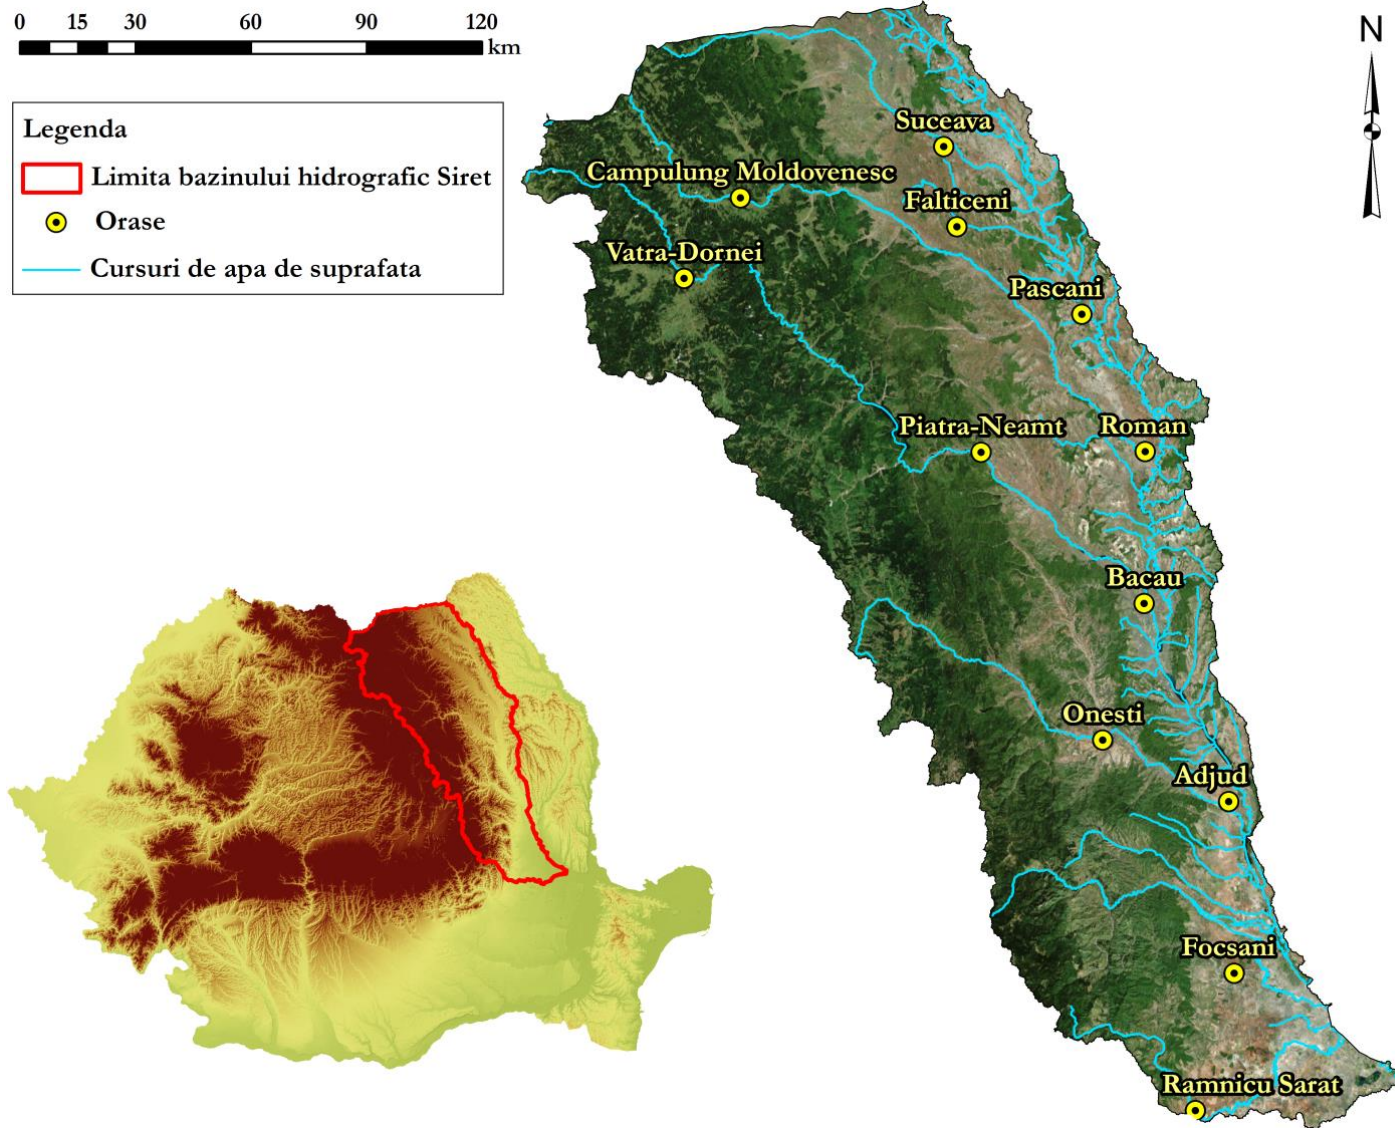 0 15 30 60 90 120
km
N
Legenda
Limita bazinului hidrografic Siret
Orase
Cursuri de apa de suprafata
Suceava
Campulung Moldovenesc
Falticeni
Vatra-Dornei
Pascani
Piatra-Neamt
Roman
Bacau
Onesti
Adjud
Focsani
Ramnicu Sarat